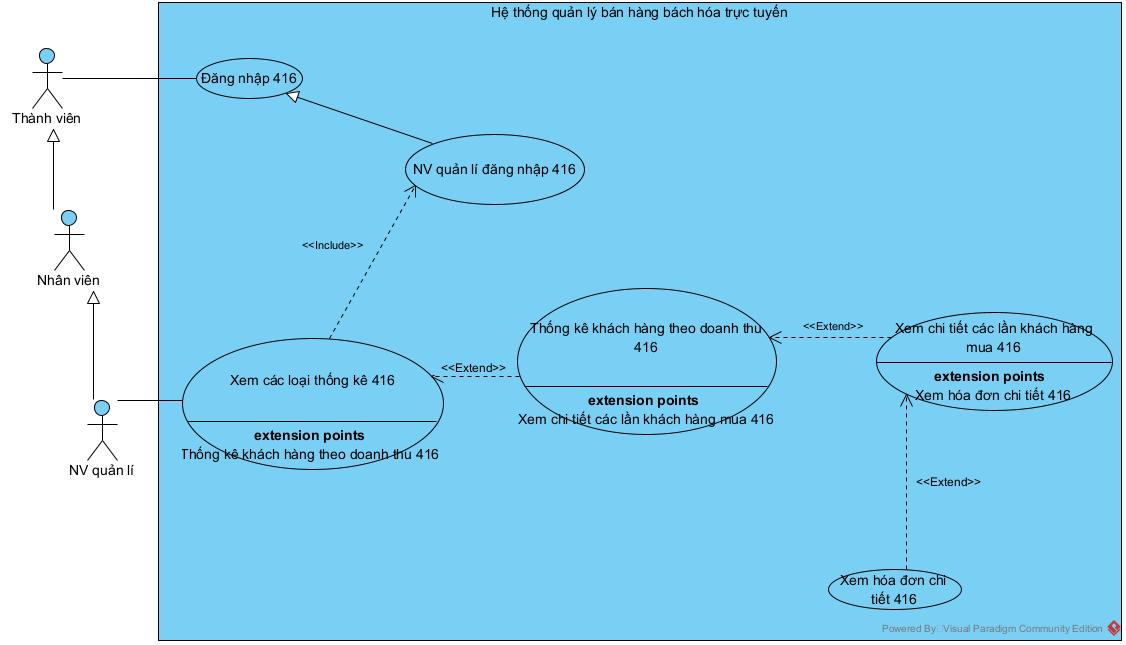 Hệ thống quản lý bán hàng bách hóa trực tuyến
Thành viên
Đăng nhập 416
NV quản lí đăng nhập 416
<<Include>>
Nhân viên
NV quản lí
Xem các loại thống kê 416
extension points
Thống kê khách hàng theo doanh thu 416
<<Extend>>
Thống kê khách hàng theo doanh thu
416
extension points
Xem chi tiết các lần khách hàng mua 416
<<Extend>>
Xem chi tiết các lần khách hàng
mua 416
extension points
Xem hóa đơn chi tiết 416
<<Extend>>
Xem hóa đơn chi
tiết 416
Powered By Visual Paradigm Community Edition